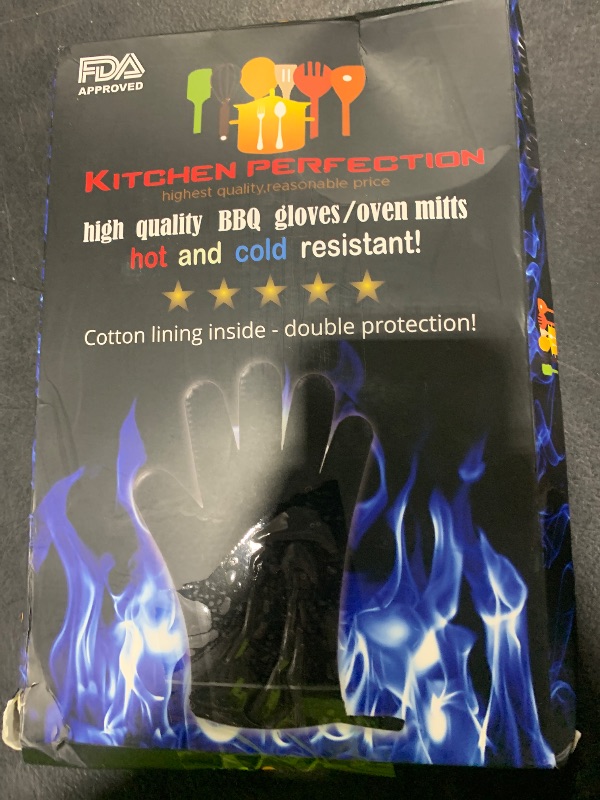 FDA
APPROVED
KITCHEN PERFECTION
highest quality,reasonable price
high quality BBQ gloves/oven mitts
hot and cold resistant!
Cotton lining inside - double protection!